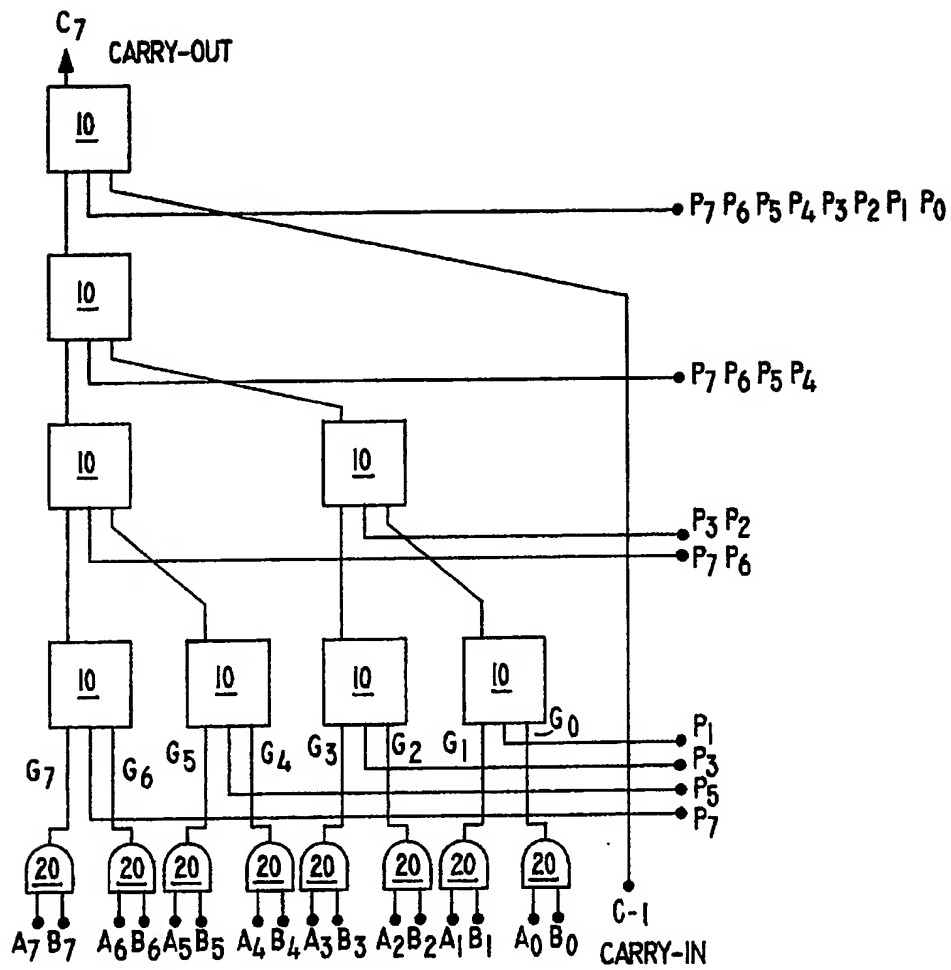 C7
CARRY-OUT
10
P7 P6 P5 P4 P3 P2 P1 P0
10
P7 P6 P5 P4
10
10
P3 P2
P7 P6
10
10
10
10
G7
G6
G5
G4
G3
G2
G1
G0
P1
P3
P5
P7
20
20
20
20
20
20
20
20
A7 B7
A6 B6
A5 B5
A4 B4
A3 B3
A2 B2
A1 B1
A0 B0
C-1
CARRY-IN